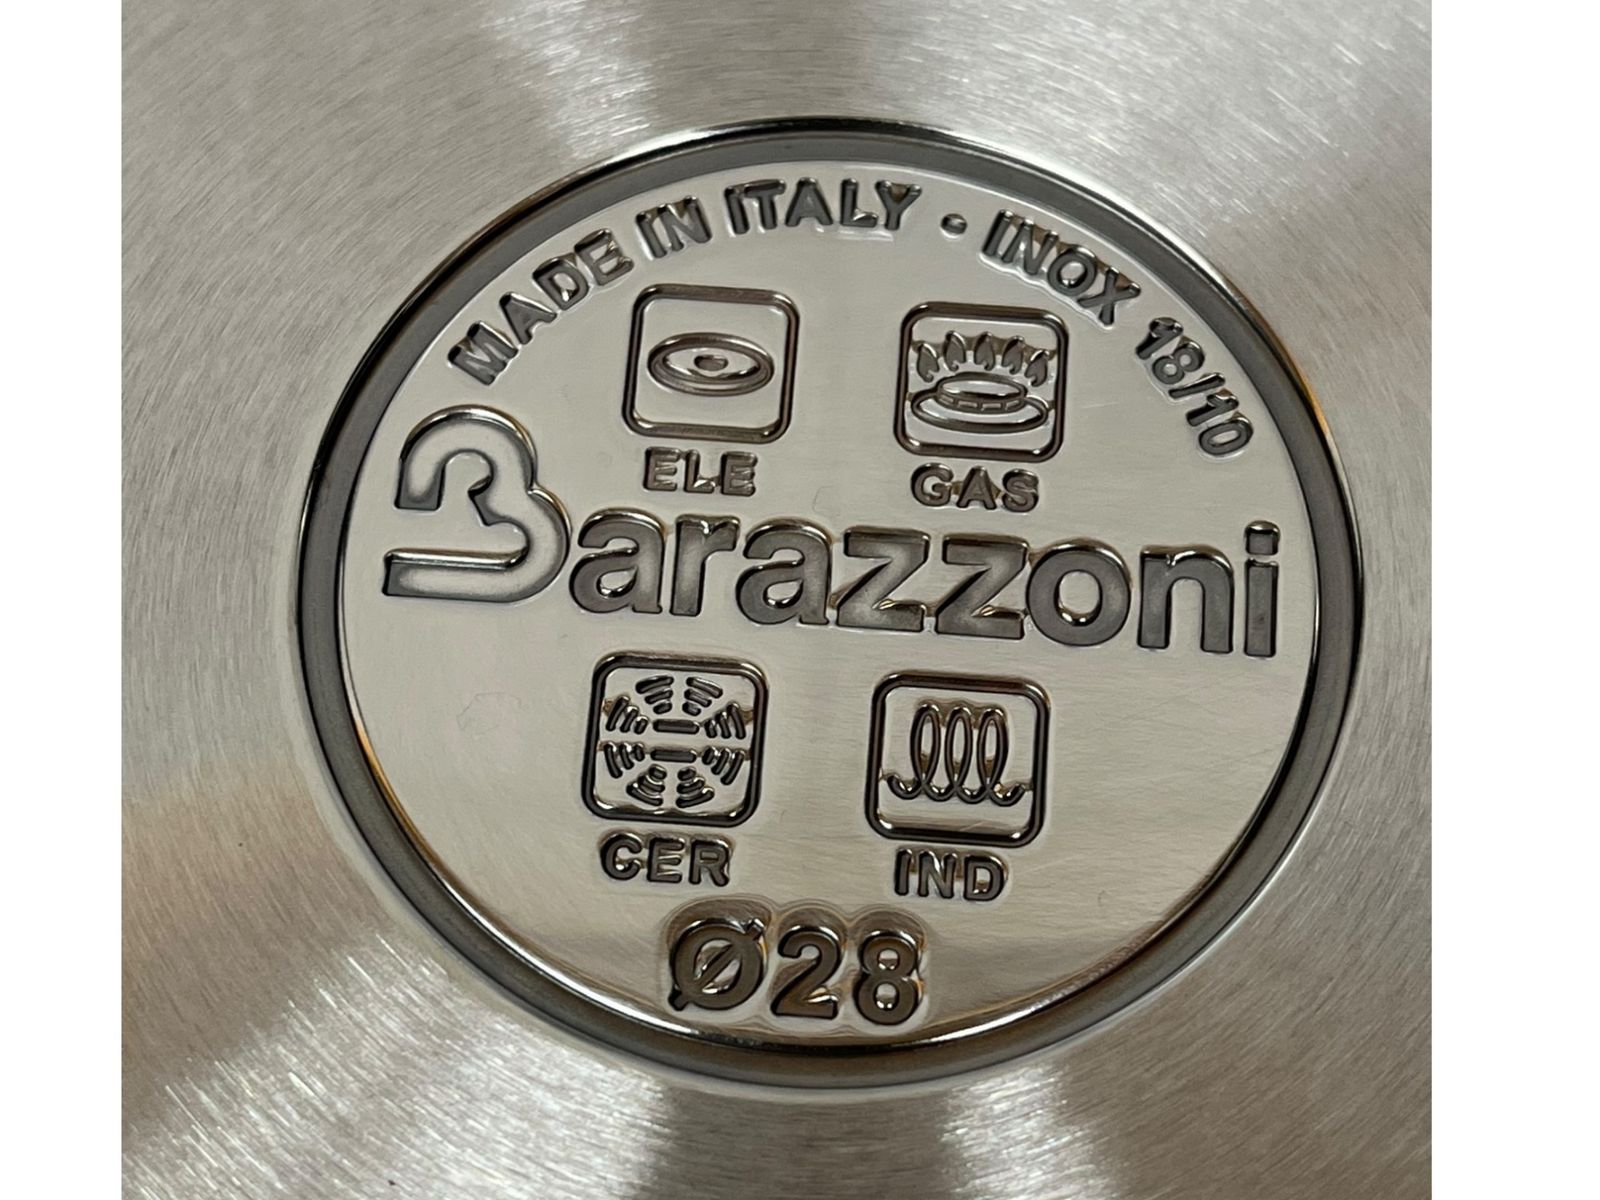 MADE IN ITALY · INOX 18/10
ELE
GAS
Barazzoni
CER
IND
Ø28